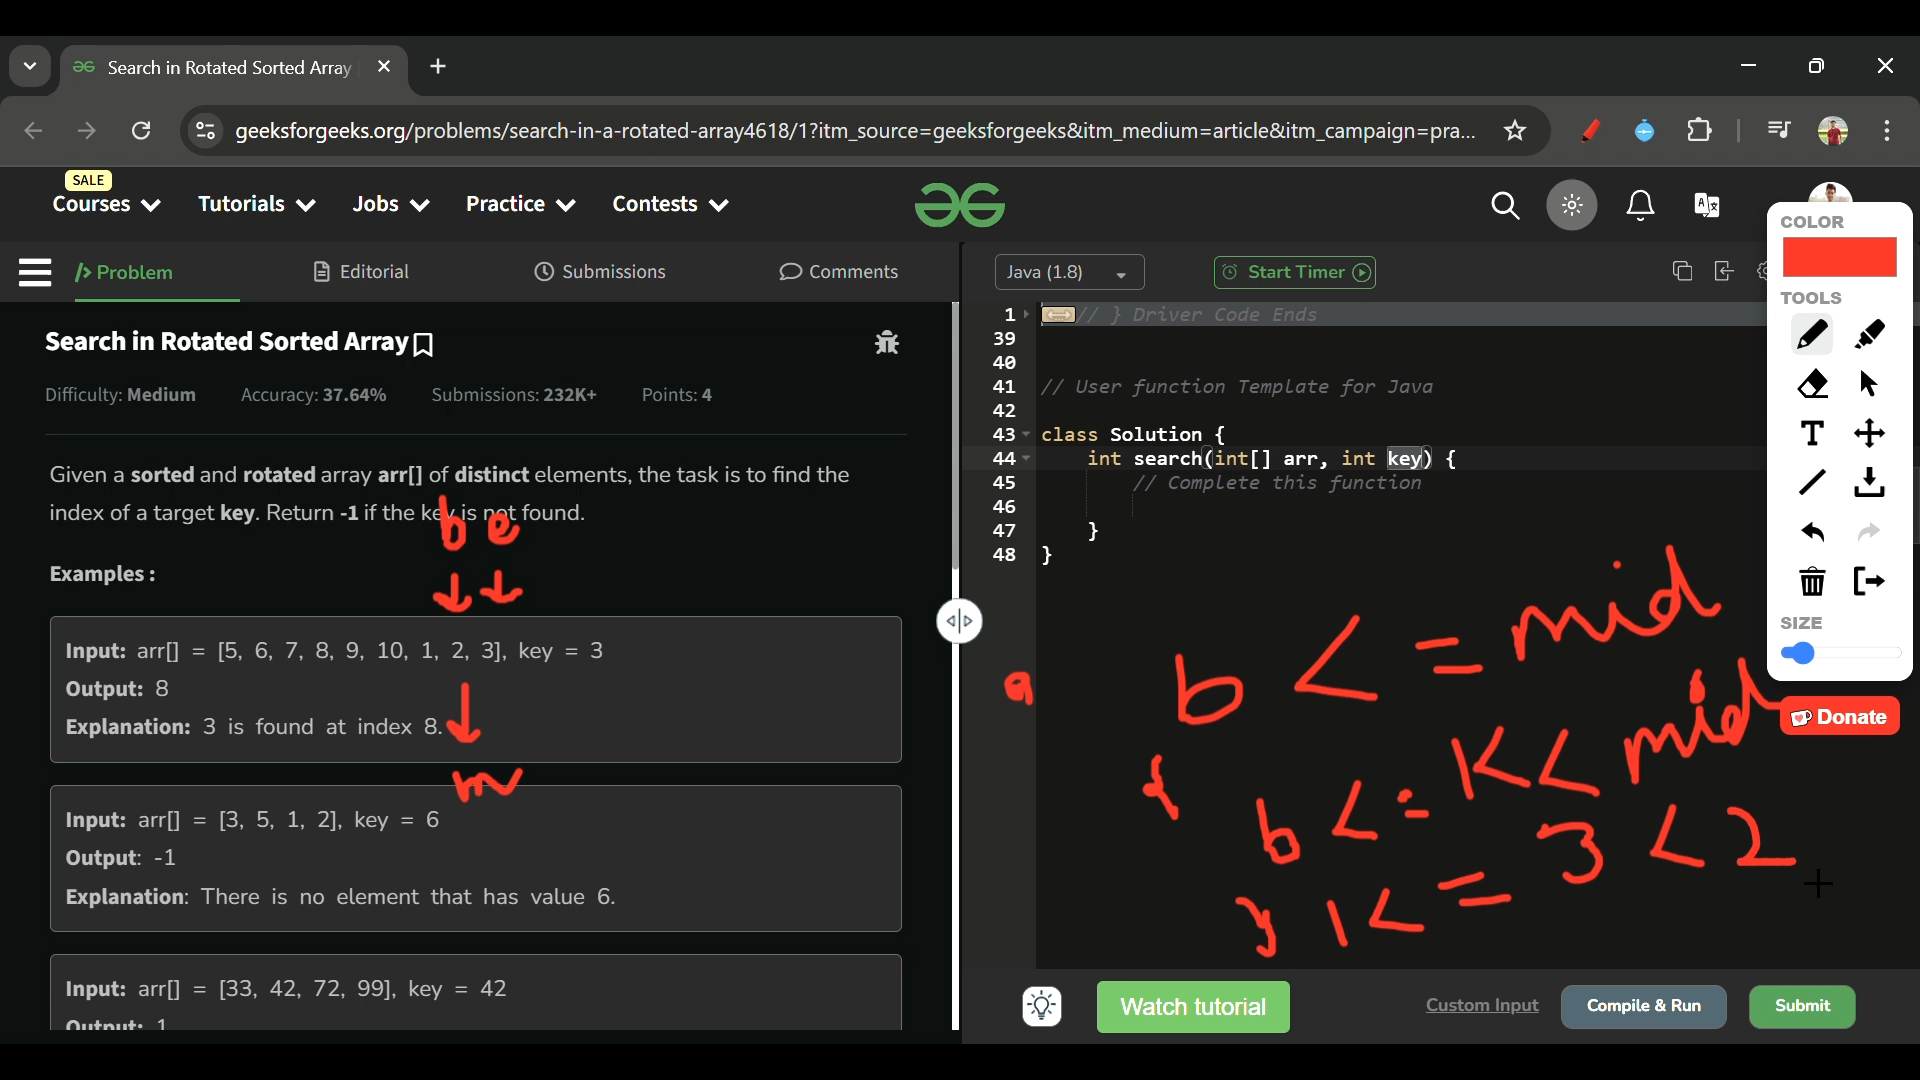 Search in Rotated Sorted Array
geeksforgeeks.org/problems/search-in-a-rotated-array4618/1?itm_source=geeksforgeeks&itm_medium=article&itm_campaign=pra...
SALE
Courses Tutorials Jobs Practice Contests
COLOR
TOOLS
T
SIZE
Donate
Problem Editorial Submissions Comments
Search in Rotated Sorted Array
Difficulty: Medium Accuracy: 37.64% Submissions: 232K+ Points: 4
Given a sorted and rotated array arr[] of distinct elements, the task is to find the
index of a target key. Return -1 if the key is not found.
b e
Examples :
Input: arr[] = [5, 6, 7, 8, 9, 10, 1, 2, 3], key = 3
Output: 8
Explanation: 3 is found at index 8.
m
Input: arr[] = [3, 5, 1, 2], key = 6
Output: -1
Explanation: There is no element that has value 6.
Input: arr[] = [33, 42, 72, 99], key = 42
Output: 1
Java (1.8) Start Timer
1 // } Driver Code Ends
39
40
41 // User function Template for Java
42
43 class Solution {
44 int search(int[] arr, int key) {
45 // Complete this function
46
47 }
48 }
b <= mid
b <= K < mid
1 <= 3 < 2
Watch tutorial Custom Input Compile & Run Submit